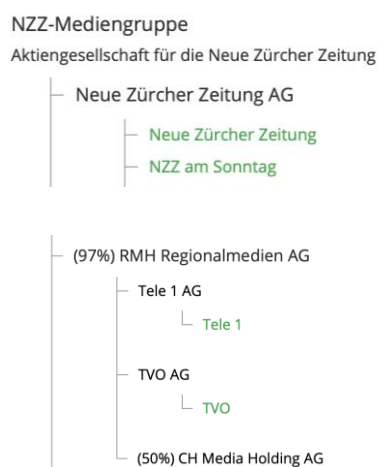 NZZ-Mediengruppe
Aktiengesellschaft für die Neue Zürcher Zeitung
Neue Zürcher Zeitung AG
Neue Zürcher Zeitung
NZZ am Sonntag
(97%) RMH Regionalmedien AG
Tele 1 AG
Tele 1
TVO AG
TVO
(50%) CH Media Holding AG